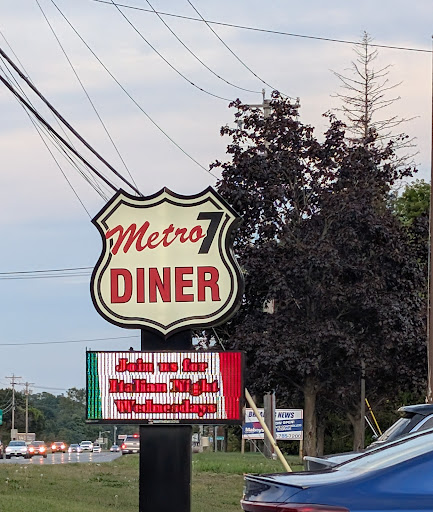 Metro 7
DINER
Join us for
Italian Night
Wednesdays
NEWS